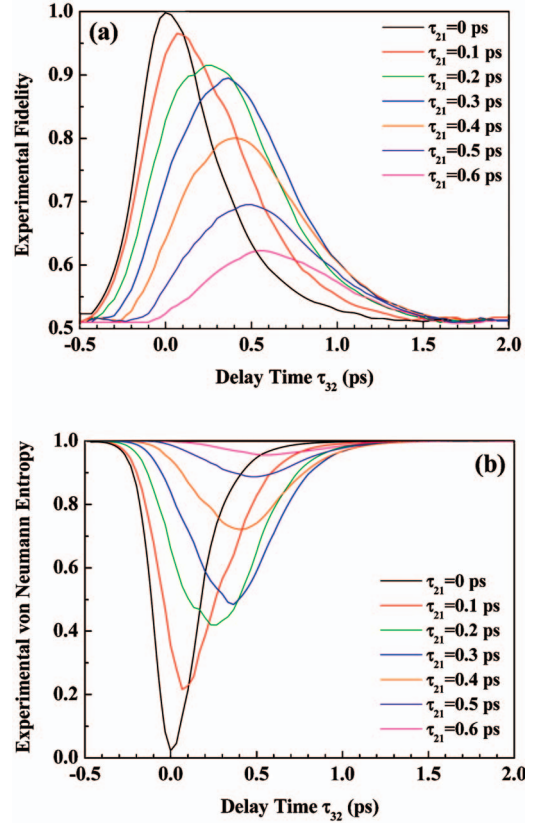 (a)
τ21=0 ps
τ21=0.1 ps
τ21=0.2 ps
τ21=0.3 ps
τ21=0.4 ps
τ21=0.5 ps
τ21=0.6 ps
Experimental Fidelity
1.0
0.9
0.8
0.7
0.6
0.5
-0.5 0.0 0.5 1.0 1.5 2.0
Delay Time τ32 (ps)
(b)
Experimental von Neumann Entropy
1.0
0.8
0.6
0.4
0.2
0.0
τ21=0 ps
τ21=0.1 ps
τ21=0.2 ps
τ21=0.3 ps
τ21=0.4 ps
τ21=0.5 ps
τ21=0.6 ps
-0.5 0.0 0.5 1.0 1.5 2.0
Delay Time τ32 (ps)